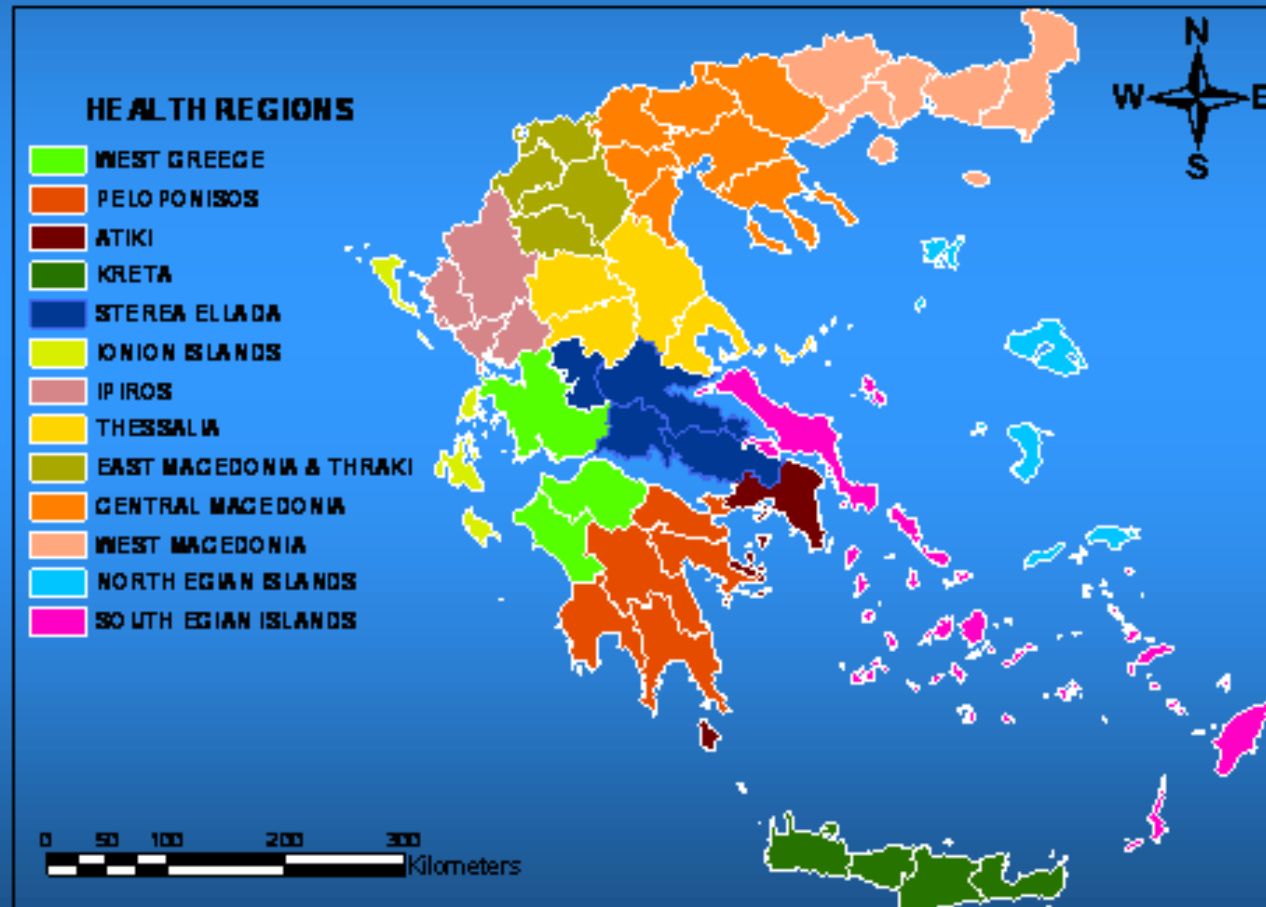 HEALTH REGIONS
WEST GREECE
PELOPONISOS
ATIKI
KRETA
STEREA ELLADA
IONION ISLANDS
IPIROS
THESSALIA
EAST MACEDONIA & THRAKI
CENTRAL MACEDONIA
WEST MACEDONIA
NORTH EGIAN ISLANDS
SOUTH EGIAN ISLANDS
N
W E
S
0 50 100 200 300
Kilometers